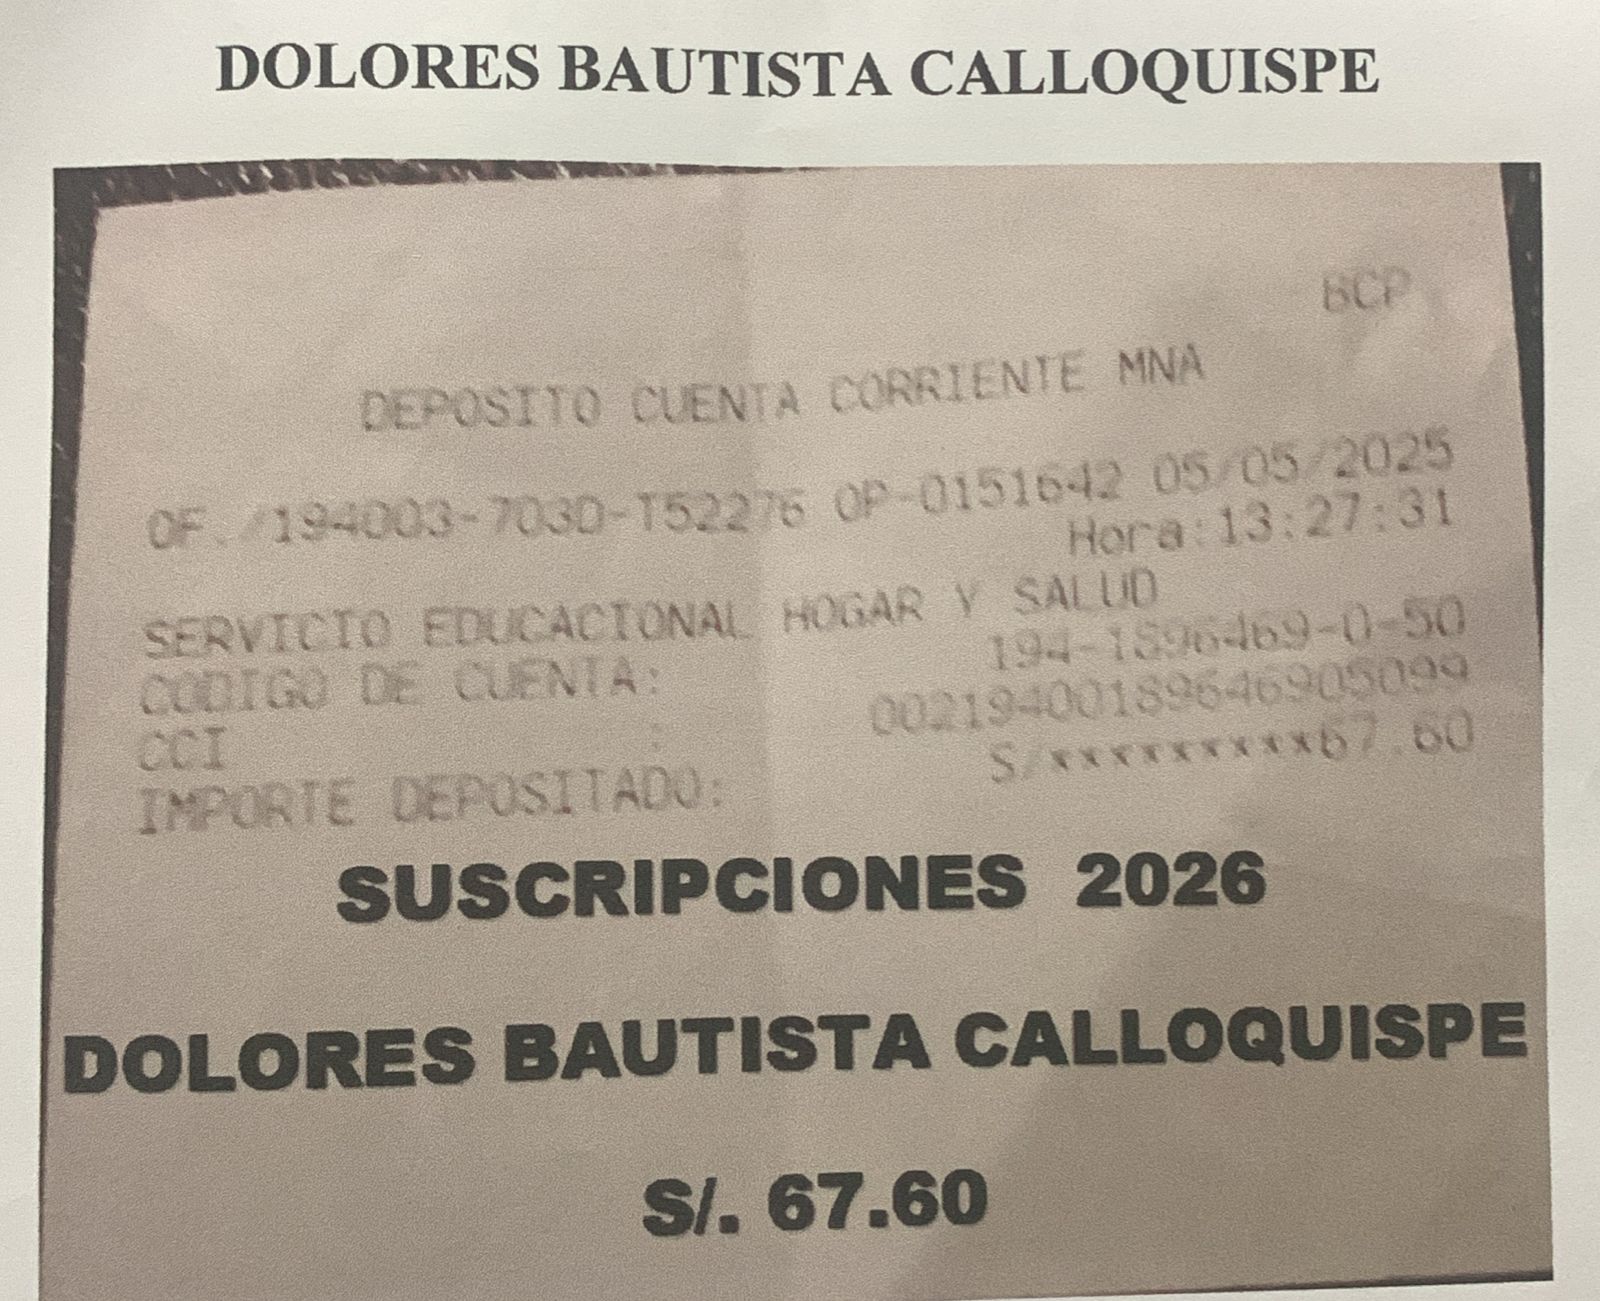 DOLORES BAUTISTA CALLOQUISPE
BCP
DEPOSITO CUENTA CORRIENTE MNA
OF./194003-703D-T52276 OP-0151642 05/05/2025
Hora:13:27:31
SERVICIO EDUCACIONAL HOGAR Y SALUD
CODIGO DE CUENTA: 194-1896469-0-50
CCI : 00219400189646905099
IMPORTE DEPOSITADO: S/*********67.60
SUSCRIPCIONES 2026
DOLORES BAUTISTA CALLOQUISPE
S/. 67.60